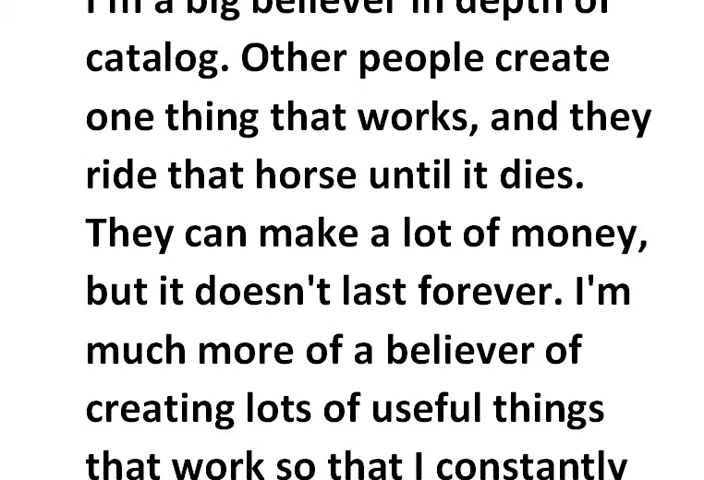 I'm a big believer in depth of
catalog. Other people create
one thing that works, and they
ride that horse until it dies.
They can make a lot of money,
but it doesn't last forever. I'm
much more of a believer of
creating lots of useful things
that work so that I constantly